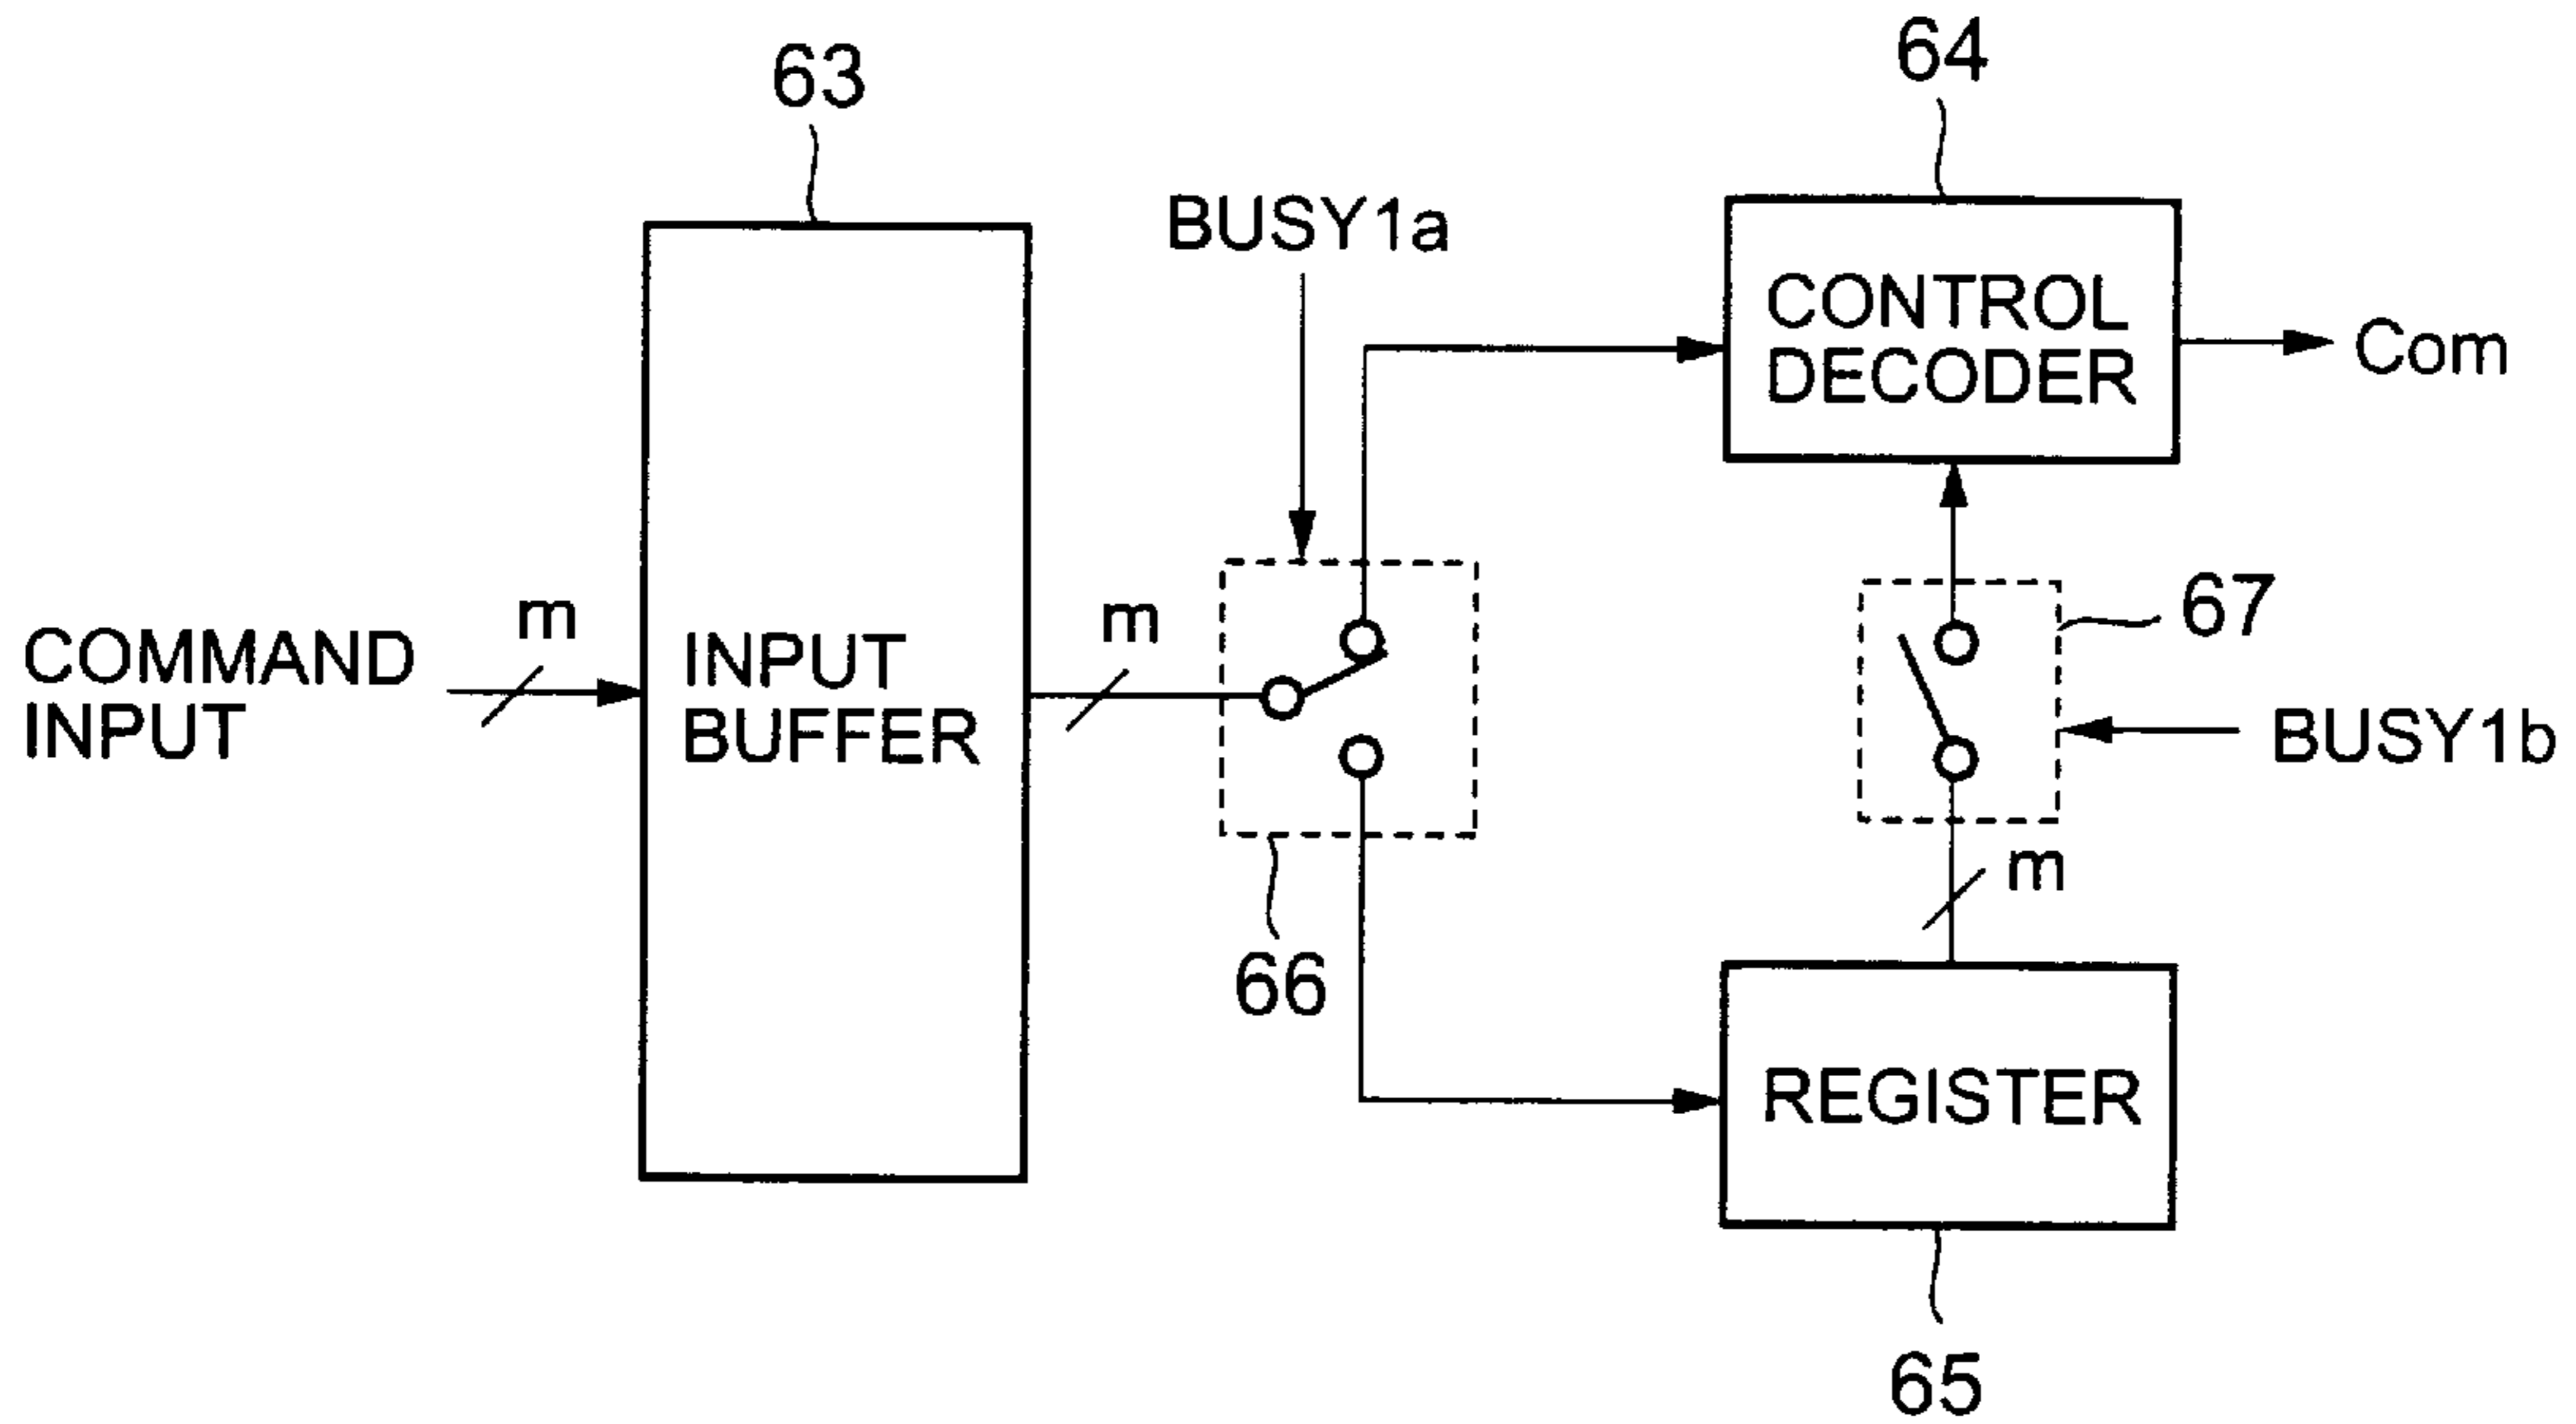 63
64
BUSY1a
CONTROL
DECODER
Com
m
m
COMMAND
INPUT
INPUT
BUFFER
67
BUSY1b
m
66
REGISTER
65